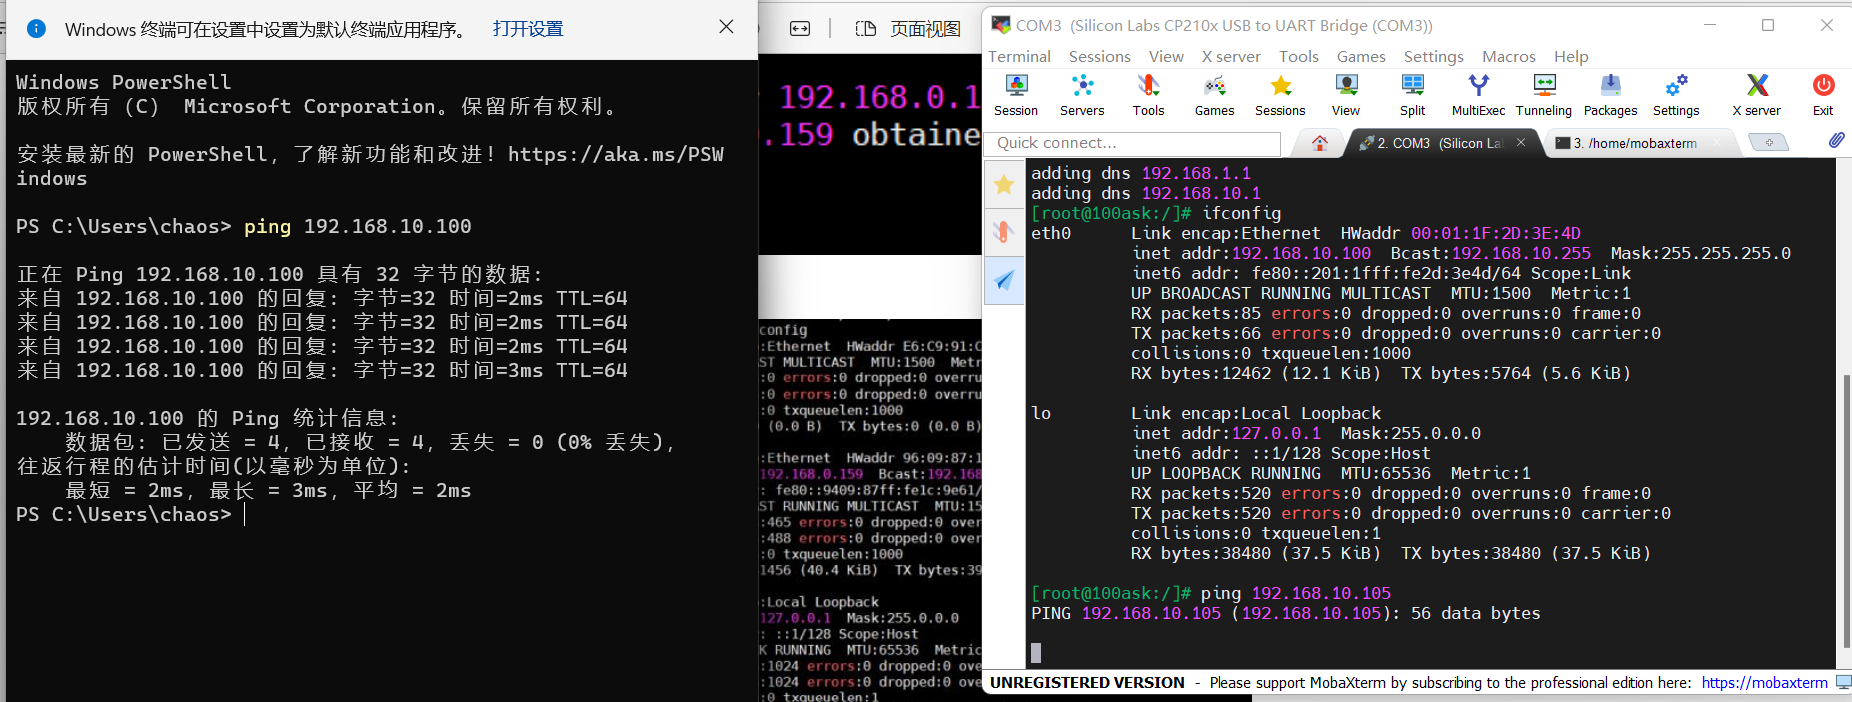 Windows 终端可在设置中设置为默认终端应用程序。 打开设置
Windows PowerShell
版权所有 (C) Microsoft Corporation。保留所有权利。
安装最新的 PowerShell，了解新功能和改进！https://aka.ms/PSW
indows
PS C:\Users\chaos> ping 192.168.10.100
正在 Ping 192.168.10.100 具有 32 字节的数据:
来自 192.168.10.100 的回复: 字节=32 时间=2ms TTL=64
来自 192.168.10.100 的回复: 字节=32 时间=2ms TTL=64
来自 192.168.10.100 的回复: 字节=32 时间=2ms TTL=64
来自 192.168.10.100 的回复: 字节=32 时间=3ms TTL=64
192.168.10.100 的 Ping 统计信息:
数据包: 已发送 = 4，已接收 = 4，丢失 = 0 (0% 丢失)，
往返行程的估计时间(以毫秒为单位):
最短 = 2ms，最长 = 3ms，平均 = 2ms
PS C:\Users\chaos>
页面视图
192.168.0.1
.159 obtaine
config
:Ethernet HWaddr E6:C9:91:C
ST MULTICAST MTU:1500 Metr
:0 errors:0 dropped:0 overru
:0 errors:0 dropped:0 overru
:0 txqueuelen:1000
(0.0 B) TX bytes:0 (0.0 B)
:Ethernet HWaddr 96:09:87:1
192.168.0.159 Bcast:192.168
: fe80::9409:87ff:fe1c:9e61/
ST RUNNING MULTICAST MTU:15
:465 errors:0 dropped:0 over
:488 errors:0 dropped:0 over
:0 txqueuelen:1000
1456 (40.4 KiB) TX bytes:39
:Local Loopback
127.0.0.1 Mask:255.0.0.0
: ::1/128 Scope:Host
K RUNNING MTU:65536 Metric
:1024 errors:0 dropped:0 ove
:1024 errors:0 dropped:0 ove
:0 txqueuelen:1
COM3 (Silicon Labs CP210x USB to UART Bridge (COM3))
Terminal Sessions View X server Tools Games Settings Macros Help
Session Servers Tools Games Sessions View Split MultiExec Tunneling Packages Settings X server Exit
Quick connect...
2. COM3 (Silicon La
3. /home/mobaxterm
adding dns 192.168.1.1
adding dns 192.168.10.1
[root@100ask:/]# ifconfig
eth0 Link encap:Ethernet HWaddr 00:01:1F:2D:3E:4D
inet addr:192.168.10.100 Bcast:192.168.10.255 Mask:255.255.255.0
inet6 addr: fe80::201:1fff:fe2d:3e4d/64 Scope:Link
UP BROADCAST RUNNING MULTICAST MTU:1500 Metric:1
RX packets:85 errors:0 dropped:0 overruns:0 frame:0
TX packets:66 errors:0 dropped:0 overruns:0 carrier:0
collisions:0 txqueuelen:1000
RX bytes:12462 (12.1 KiB) TX bytes:5764 (5.6 KiB)
lo Link encap:Local Loopback
inet addr:127.0.0.1 Mask:255.0.0.0
inet6 addr: ::1/128 Scope:Host
UP LOOPBACK RUNNING MTU:65536 Metric:1
RX packets:520 errors:0 dropped:0 overruns:0 frame:0
TX packets:520 errors:0 dropped:0 overruns:0 carrier:0
collisions:0 txqueuelen:1
RX bytes:38480 (37.5 KiB) TX bytes:38480 (37.5 KiB)
[root@100ask:/]# ping 192.168.10.105
PING 192.168.10.105 (192.168.10.105): 56 data bytes
UNREGISTERED VERSION - Please support MobaXterm by subscribing to the professional edition here: https://mobaxterm